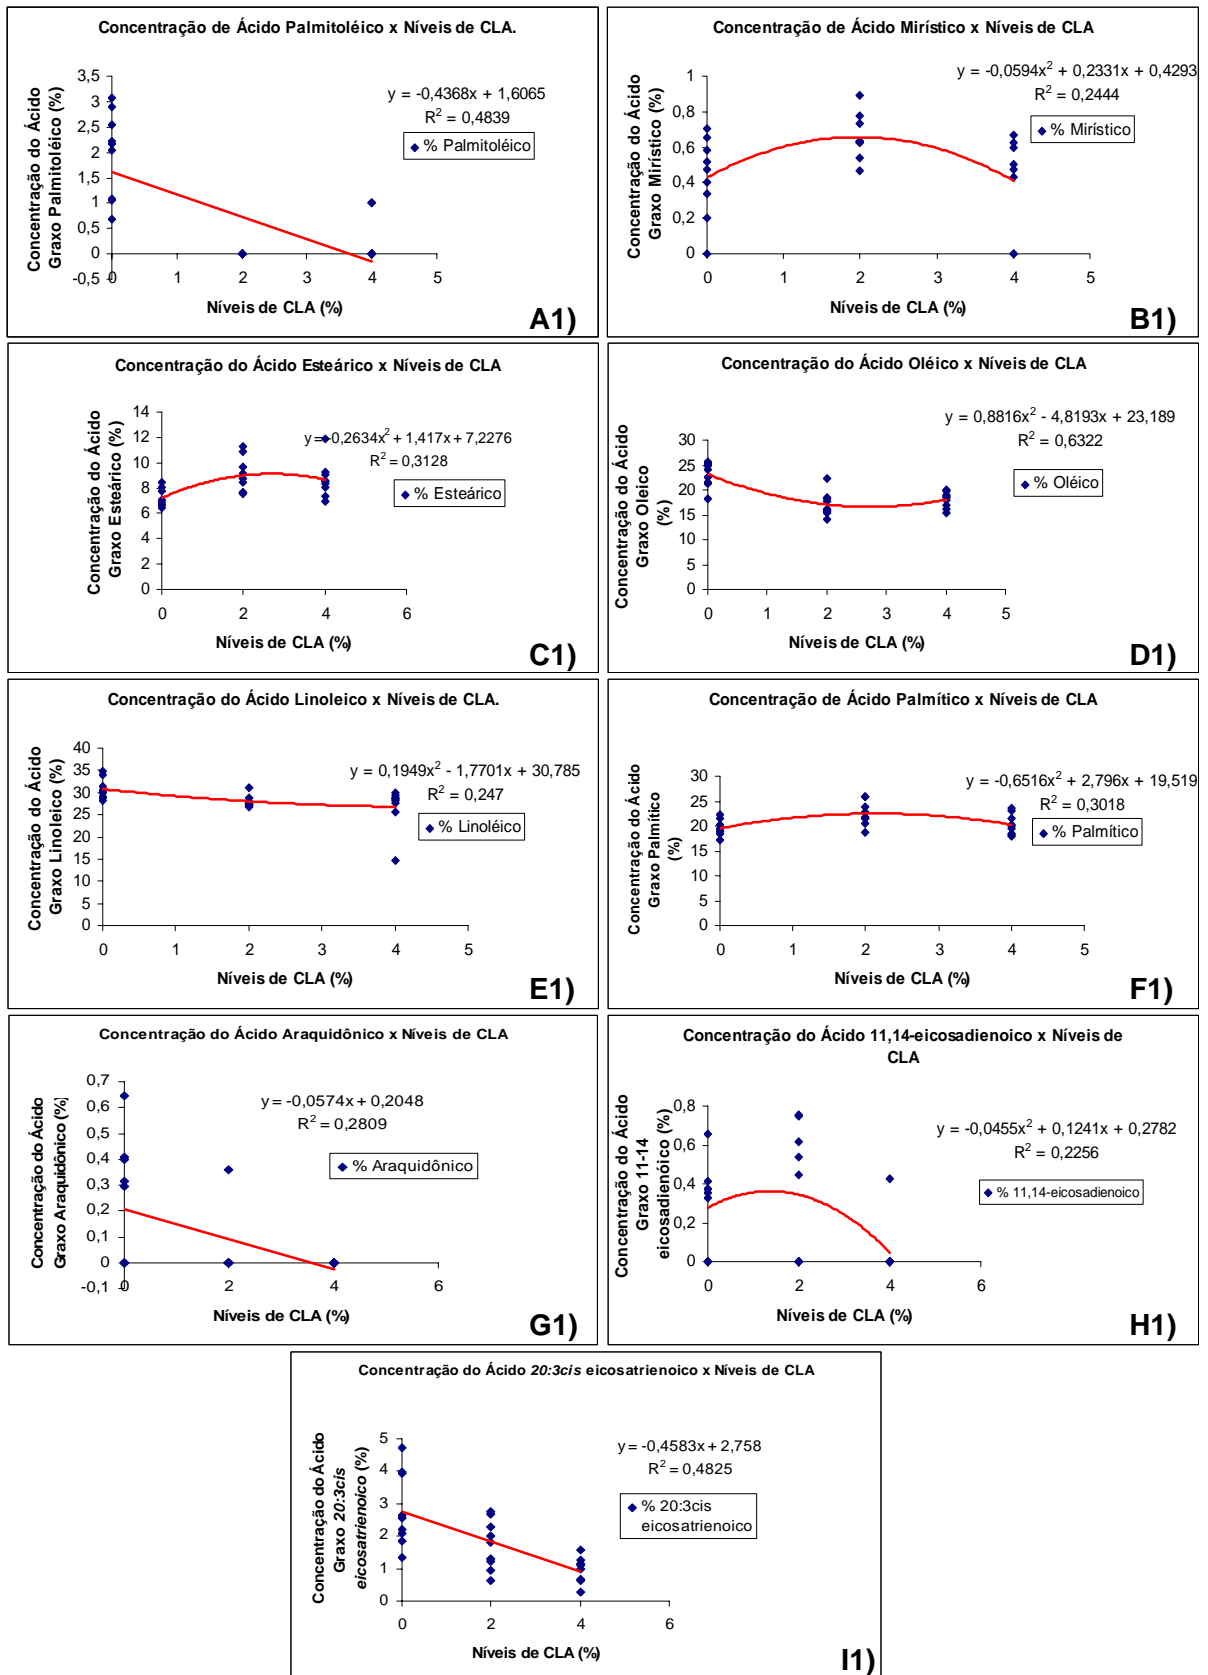 Concentração de Ácido Palmitoléico x Níveis de CLA.
Concentração do Ácido
Graxo Palmitoléico (%)
3,5
3
2,5
2
1,5
1
0,5
0
-0,5
y = -0,4368x + 1,6065
R² = 0,4839
% Palmitoléico
0 1 2 3 4 5
Níveis de CLA (%)
A1)
Concentração de Ácido Mirístico x Níveis de CLA
Concentração do Ácido
Graxo Mirístico (%)
1
0,8
0,6
0,4
0,2
0
y = -0,0594x² + 0,2331x + 0,4293
R² = 0,2444
% Mirístico
0 1 2 3 4 5
Níveis de CLA (%)
B1)
Concentração do Ácido Esteárico x Níveis de CLA
Concentração do Ácido
Graxo Esteárico (%)
14
12
10
8
6
4
2
0
y = -0,2634x² + 1,417x + 7,2276
R² = 0,3128
% Esteárico
0 2 4 6
Níveis de CLA (%)
C1)
Concentração do Ácido Oléico x Níveis de CLA
Concentração do Ácido
Graxo Oleico
(%)
30
25
20
15
10
5
0
y = 0,8816x² - 4,8193x + 23,189
R² = 0,6322
% Oléico
0 1 2 3 4 5
Níveis de CLA (%)
D1)
Concentração do Ácido Linoleico x Níveis de CLA.
Concentração do Ácido
Graxo Linoleico (%)
40
35
30
25
20
15
10
5
0
y = 0,1949x² - 1,7701x + 30,785
R² = 0,247
% Linoléico
0 1 2 3 4 5
Níveis de CLA (%)
E1)
Concentração de Ácido Palmítico x Níveis de CLA
Concentração do Ácido
Graxo Palmítico
(%)
30
25
20
15
10
5
0
y = -0,6516x² + 2,796x + 19,519
R² = 0,3018
% Palmítico
0 1 2 3 4 5
Níveis de CLA (%)
F1)
Concentração do Ácido Araquidônico x Níveis de CLA
Concentração do Ácido
Graxo Araquidônico (%)
0,7
0,6
0,5
0,4
0,3
0,2
0,1
0
-0,1
y = -0,0574x + 0,2048
R² = 0,2809
% Araquidônico
0 2 4 6
Níveis de CLA (%)
G1)
Concentração do Ácido 11,14-eicosadienoico x Níveis de
CLA
Concentração do Ácido
Graxo 11-14
eicosadienóico (%)
0,8
0,6
0,4
0,2
0
y = -0,0455x² + 0,1241x + 0,2782
R² = 0,2256
% 11,14-eicosadienoico
0 2 4 6
Níveis de CLA (%)
H1)
Concentração do Ácido 20:3cis eicosatrienoico x Níveis de CLA
Concentração do Ácido
Graxo 20:3cis
eicosatrienoico (%)
5
4
3
2
1
0
y = -0,4583x + 2,758
R² = 0,4825
% 20:3cis
eicosatrienoico
0 2 4 6
Níveis de CLA (%)
I1)